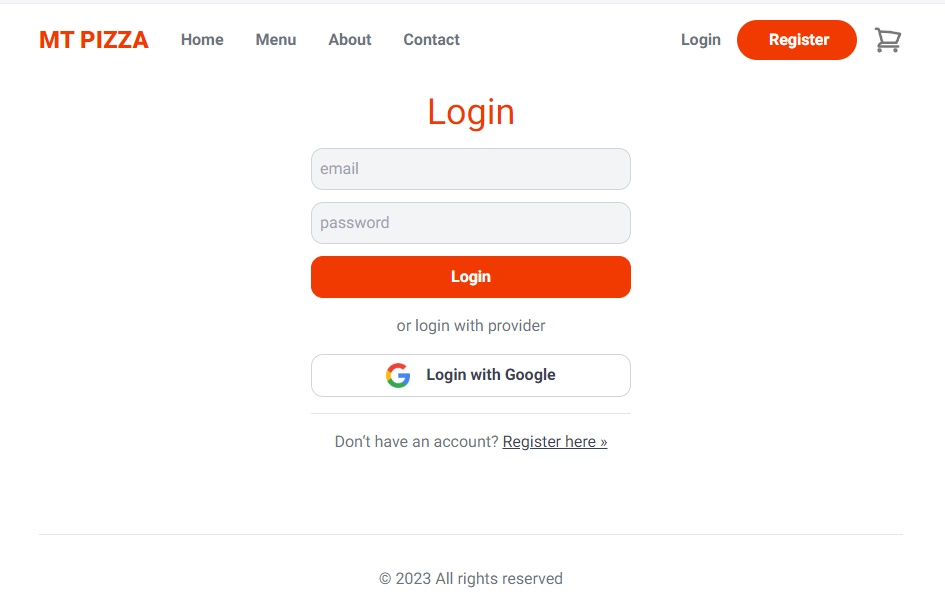 MT PIZZA Home Menu About Contact Login Register
Login
email
password
Login
or login with provider
Login with Google
Don’t have an account? Register here »
© 2023 All rights reserved